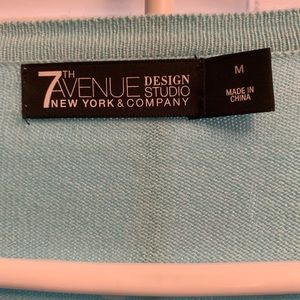 7TH AVENUE DESIGN STUDIO
NEW YORK & COMPANY
M
MADE IN
CHINA